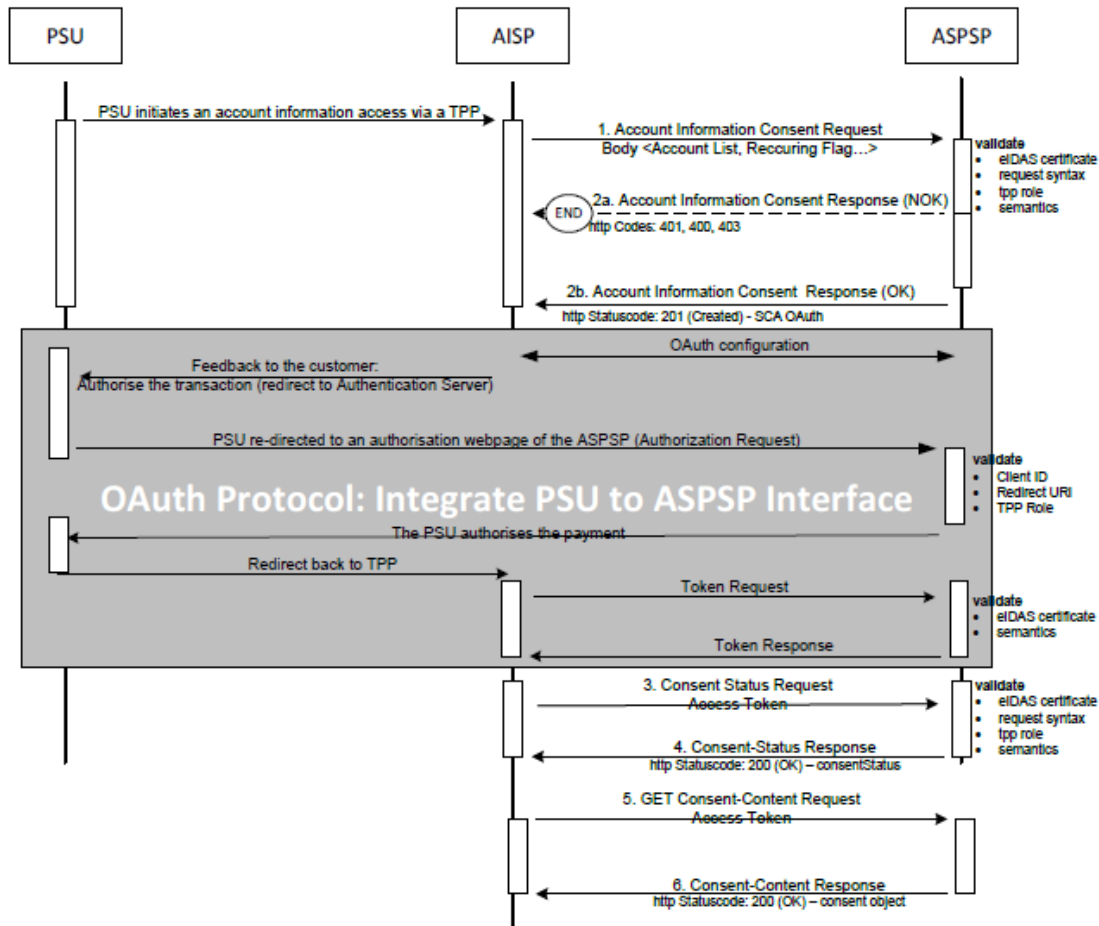 PSU
AISP
ASPSP
PSU initiates an account information access via a TPP
1. Account Information Consent Request
Body <Account List, Reccuring Flag...>
validate
• eIDAS certificate
• request syntax
• tpp role
• semantics
2a. Account Information Consent Response (NOK)
END
http Codes: 401, 400, 403
2b. Account Information Consent Response (OK)
http Statuscode: 201 (Created) - SCA OAuth
OAuth configuration
Feedback to the customer:
Authorise the transaction (redirect to Authentication Server)
PSU re-directed to an authorisation webpage of the ASPSP (Authorization Request)
validate
• Client ID
• Redirect URI
• TPP Role
OAuth Protocol: Integrate PSU to ASPSP Interface
The PSU authorises the payment
Redirect back to TPP
Token Request
validate
• eIDAS certificate
• semantics
Token Response
3. Consent Status Request
Access Token
validate
• eIDAS certificate
• request syntax
• tpp role
• semantics
4. Consent-Status Response
http Statuscode: 200 (OK) – consentStatus
5. GET Consent-Content Request
Access Token
6. Consent-Content Response
http Statuscode: 200 (OK) – consent object